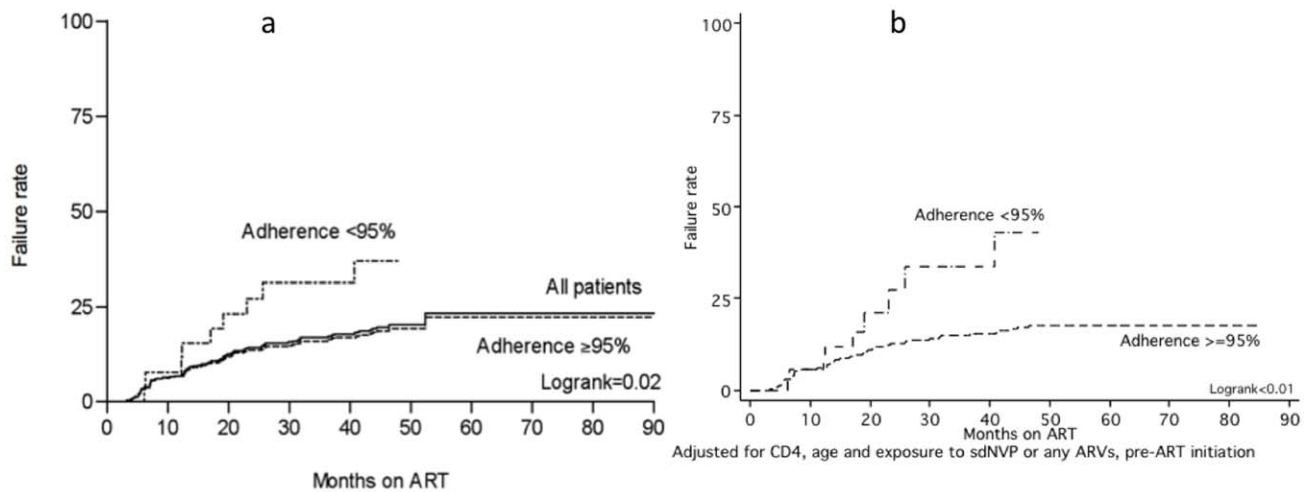 a
100
75
50
25
0
Failure rate
Adherence <95%
All patients
Adherence ≥95%
Logrank=0.02
0 10 20 30 40 50 60 70 80 90
Months on ART
b
100
75
50
25
0
Failure rate
Adherence <95%
Adherence >=95%
Logrank<0.01
0 10 20 30 40 50 60 70 80 90
Months on ART
Adjusted for CD4, age and exposure to sdNVP or any ARVs, pre-ART initiation